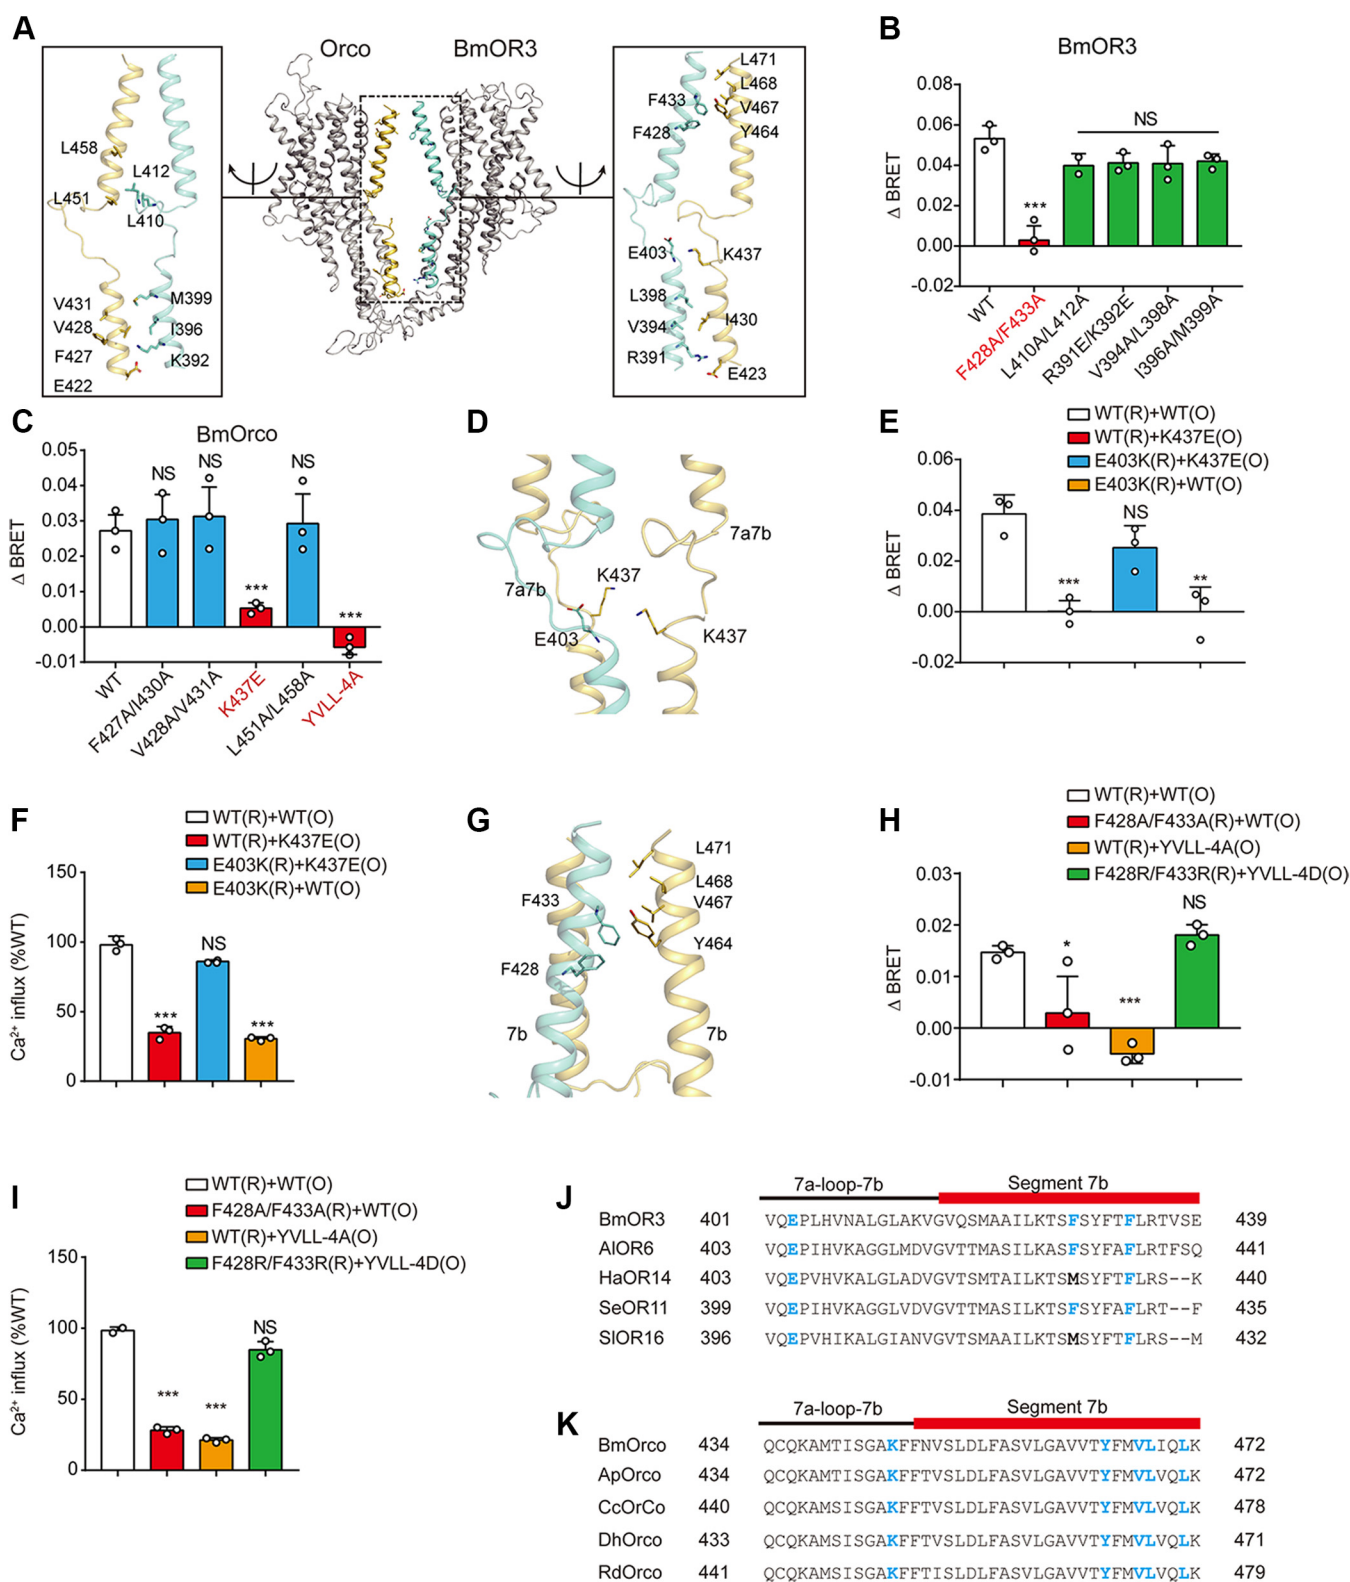 A
Orco
BmOR3
L458
L412
L451
L410
V431
V428
F427
E422
M399
I396
K392
L471
L468
V467
Y464
F433
F428
E403
K437
L398
V394
R391
I430
E423
B
BmOR3
Δ BRET
0.08
0.06
0.04
0.02
0.00
-0.02
***
NS
WT
F428A/F433A
L410A/L412A
R391E/K392E
V394A/L398A
I396A/M399A
C
BmOrco
Δ BRET
0.05
0.04
0.03
0.02
0.01
0.00
-0.01
NS
NS
***
NS
***
WT
F427A/I430A
V428A/V431A
K437E
L451A/L458A
YVLL-4A
D
7a7b
7a7b
K437
E403
K437
E
WT(R)+WT(O)
WT(R)+K437E(O)
E403K(R)+K437E(O)
E403K(R)+WT(O)
Δ BRET
0.06
0.04
0.02
0.00
-0.02
***
NS
**
F
WT(R)+WT(O)
WT(R)+K437E(O)
E403K(R)+K437E(O)
E403K(R)+WT(O)
Ca²⁺ influx (%WT)
150
100
50
0
***
NS
***
G
L471
L468
V467
Y464
F433
F428
7b
7b
H
WT(R)+WT(O)
F428A/F433A(R)+WT(O)
WT(R)+YVLL-4A(O)
F428R/F433R(R)+YVLL-4D(O)
Δ BRET
0.03
0.02
0.01
0.00
-0.01
*
***
NS
I
WT(R)+WT(O)
F428A/F433A(R)+WT(O)
WT(R)+YVLL-4A(O)
F428R/F433R(R)+YVLL-4D(O)
Ca²⁺ influx (%WT)
150
100
50
0
***
***
NS
J
7a-loop-7b Segment 7b
BmOR3 401 VQEPLHVNALGLAKVGVQSMAAILKTSFSYFTFLRTVSE 439
AlOR6 403 VQEPIHVKAGGLMDVGVTTMASILKASFSYFAFLRTFSQ 441
HaOR14 403 VQEPVHVKALGLADVGVTSMTAILKTSMSYFTFLRS--K 440
SeOR11 399 VQEPIHVKAGGLVDVGVTTMAAILKTSFSYFAFLRT--F 435
SlOR16 396 VQEPVHIKALGIANVGVTSMAAILKTSMSYFTFLRS--M 432
K
7a-loop-7b Segment 7b
BmOrco 434 QCQKAMTISGAKFFNVSLDLFASVLGAVVTYFMVLIQLK 472
ApOrco 434 QCQKAMTISGAKFFTVSLDLFASVLGAVVTYFMVLVQLK 472
CcOrCo 440 QCQKAMSISGAKFFTVSLDLFASVLGAVVTYFMVLVQLK 478
DhOrco 433 QCQKAMSISGAKFFTVSLDLFASVLGAVVTYFMVLVQLK 471
RdOrco 441 QCQKAMSISGAKFFTISLDLFASVLGAVVTYFMVLVQLK 479